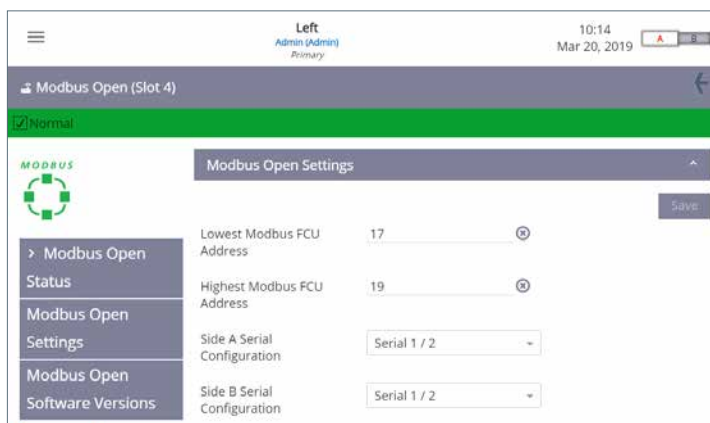 Left
Admin (Admin)
Primary
10:14
Mar 20, 2019
A
B
Modbus Open (Slot 4)
Normal
MODBUS
Modbus Open Settings
Save
> Modbus Open
Status
Modbus Open
Settings
Modbus Open
Software Versions
Lowest Modbus FCU
Address
17
Highest Modbus FCU
Address
19
Side A Serial
Configuration
Serial 1 / 2
Side B Serial
Configuration
Serial 1 / 2